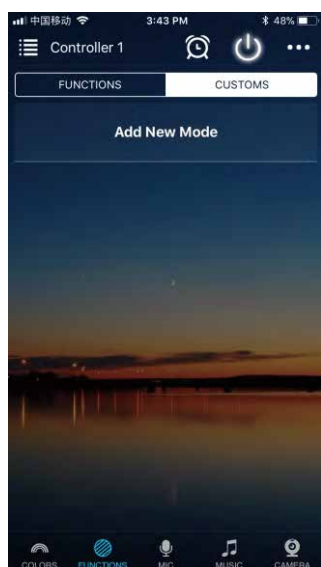 中国移动 3:43 PM 48%
Controller 1
FUNCTIONS CUSTOMS
Add New Mode
COLORS FUNCTIONS MIC MUSIC CAMERA